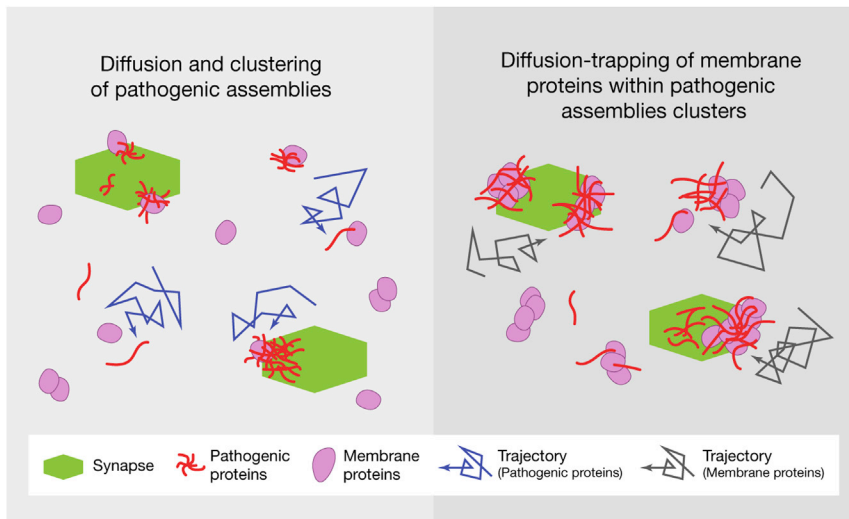 Diffusion and clustering
of pathogenic assemblies
Diffusion-trapping of membrane
proteins within pathogenic
assemblies clusters
Synapse
Pathogenic
proteins
Membrane
proteins
Trajectory
(Pathogenic proteins)
Trajectory
(Membrane proteins)